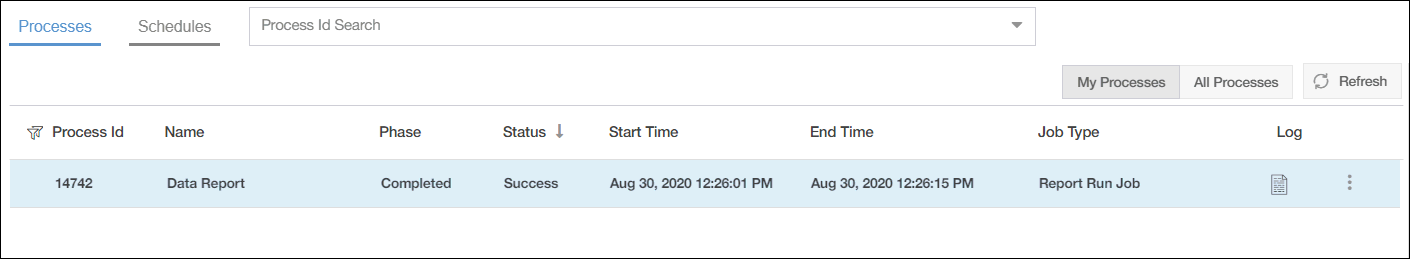 Processes Schedules Process Id Search
My Processes All Processes Refresh
Process Id Name Phase Status Start Time End Time Job Type Log
14742 Data Report Completed Success Aug 30, 2020 12:26:01 PM Aug 30, 2020 12:26:15 PM Report Run Job